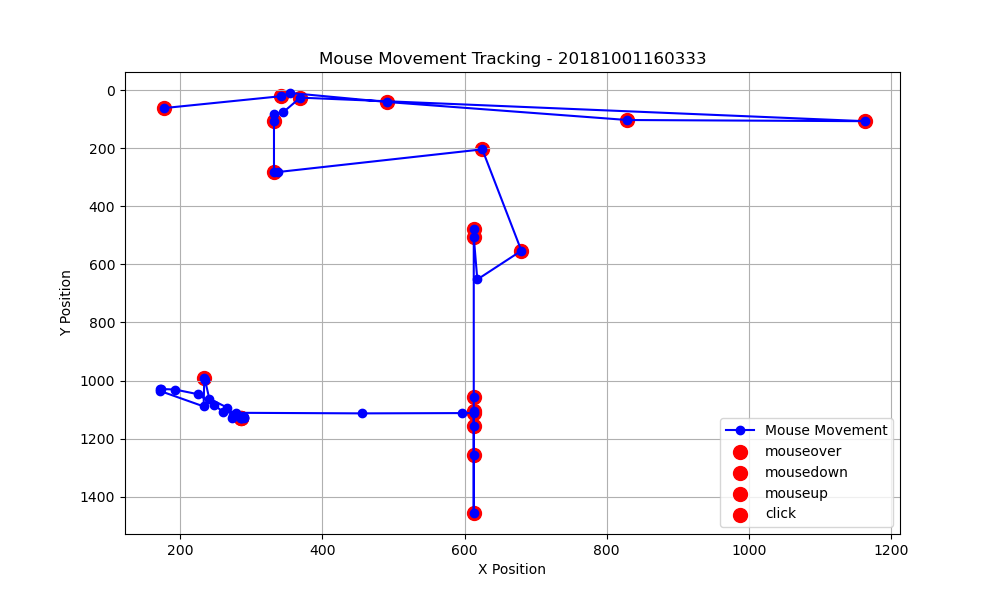 Mouse Movement Tracking - 20181001160333
Y Position
0
200
400
600
800
1000
1200
1400
Mouse Movement
mouseover
mousedown
mouseup
click
200 400 600 800 1000 1200
X Position